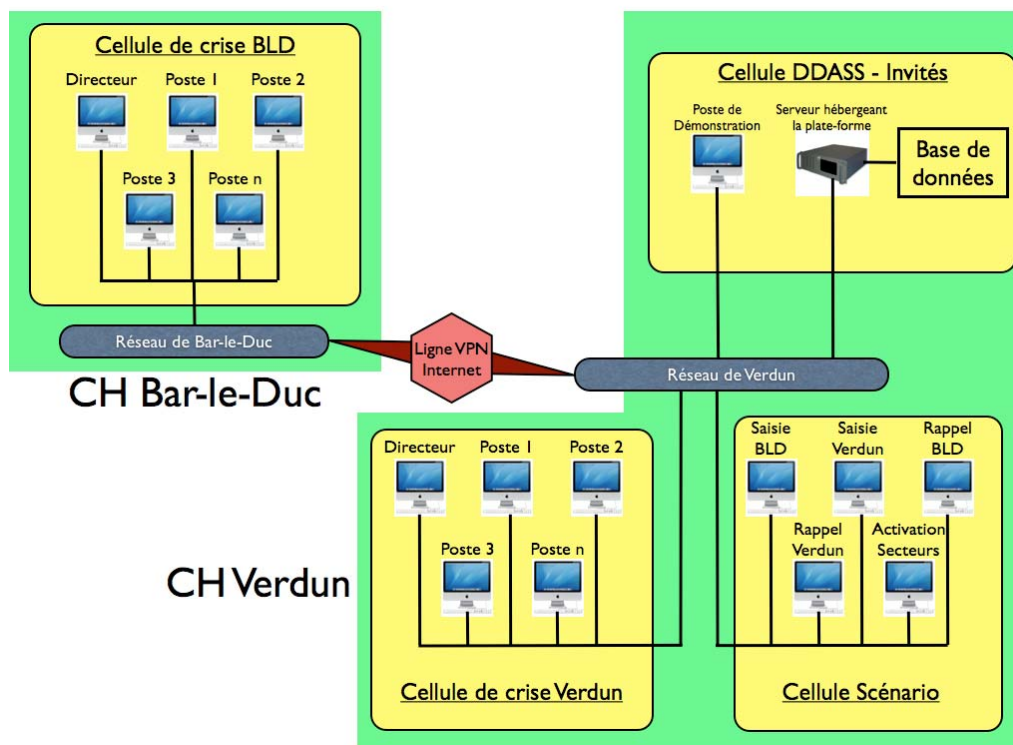 Cellule de crise BLD
Directeur
Poste 1
Poste 2
Poste 3
Poste n
Réseau de Bar-le-Duc
CH Bar-le-Duc
Ligne VPN
Internet
Cellule DDASS - Invités
Poste de
Démonstration
Serveur hébergeant
la plate-forme
Base de
données
Réseau de Verdun
CH Verdun
Directeur
Poste 1
Poste 2
Poste 3
Poste n
Cellule de crise Verdun
Saisie
BLD
Saisie
Verdun
Rappel
BLD
Rappel
Verdun
Activation
Secteurs
Cellule Scénario